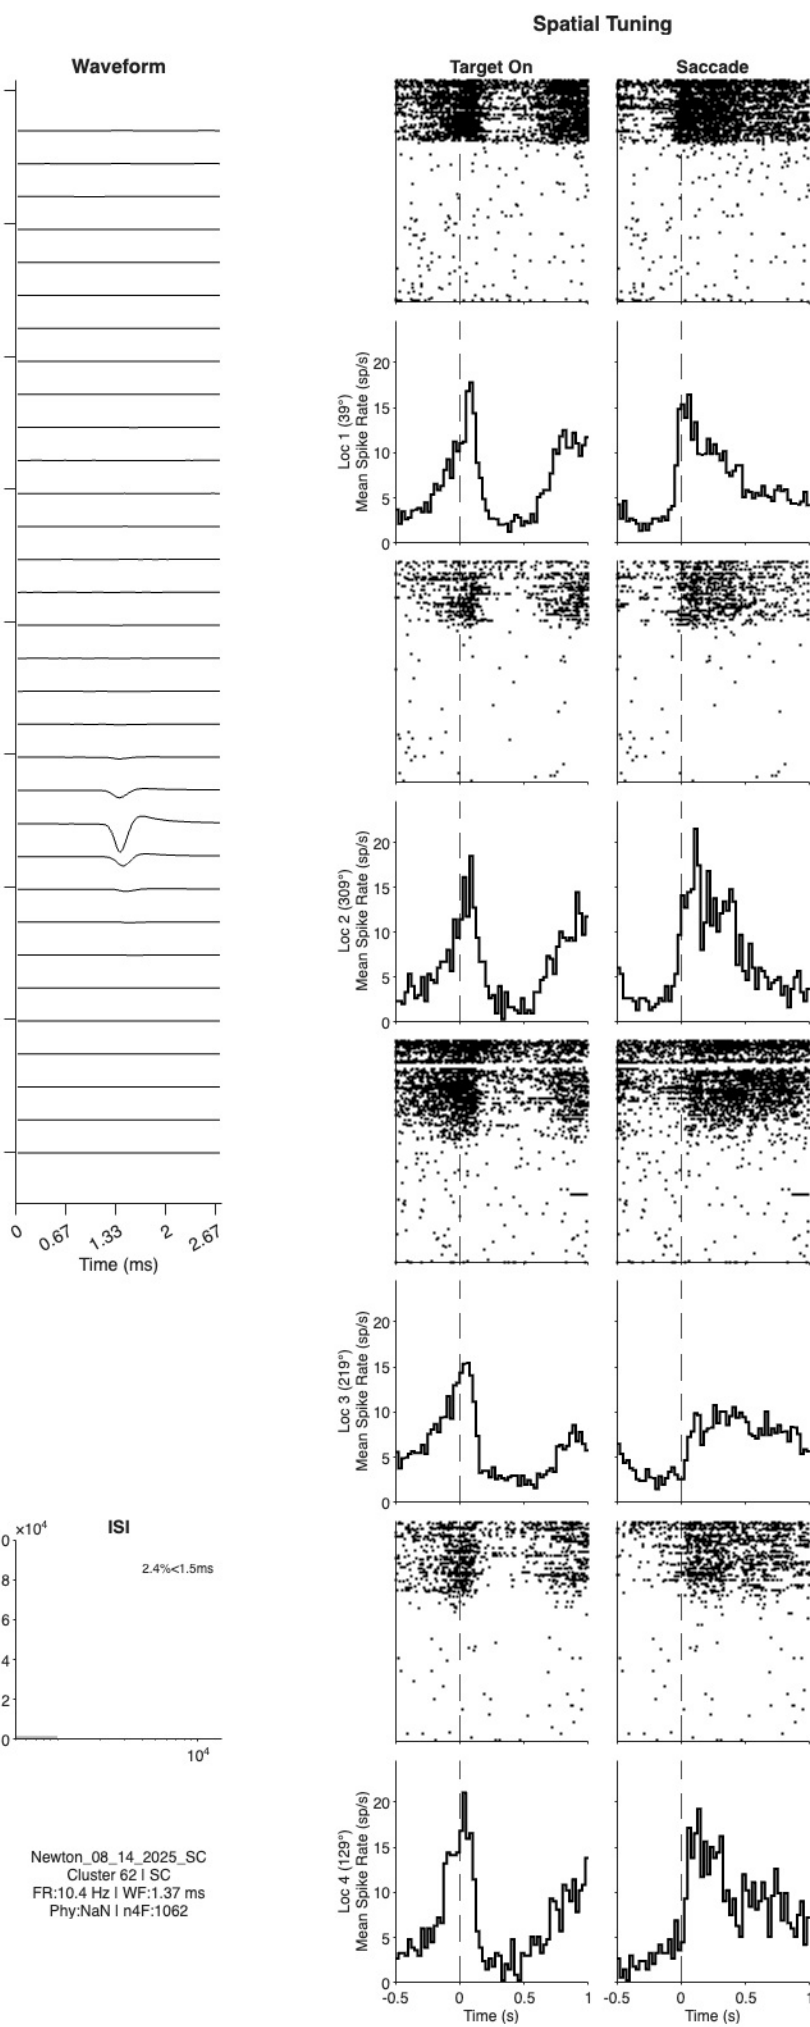 Spatial Tuning
Waveform
Target On
Saccade
20
15
10
5
0
Loc 1 (39°)
Mean Spike Rate (sp/s)
20
15
10
5
0
Loc 2 (309°)
Mean Spike Rate (sp/s)
0
0.67
1.33
2
2.67
Time (ms)
20
15
10
5
0
Loc 3 (219°)
Mean Spike Rate (sp/s)
×10⁴
ISI
2.4%<1.5ms
0
8
6
4
2
0
10⁴
Newton_08_14_2025_SC
Cluster 62 | SC
FR:10.4 Hz | WF:1.37 ms
Phy:NaN | n4F:1062
20
15
10
5
0
Loc 4 (129°)
Mean Spike Rate (sp/s)
-0.5 0 0.5 1
Time (s)
-0.5 0 0.5 1
Time (s)